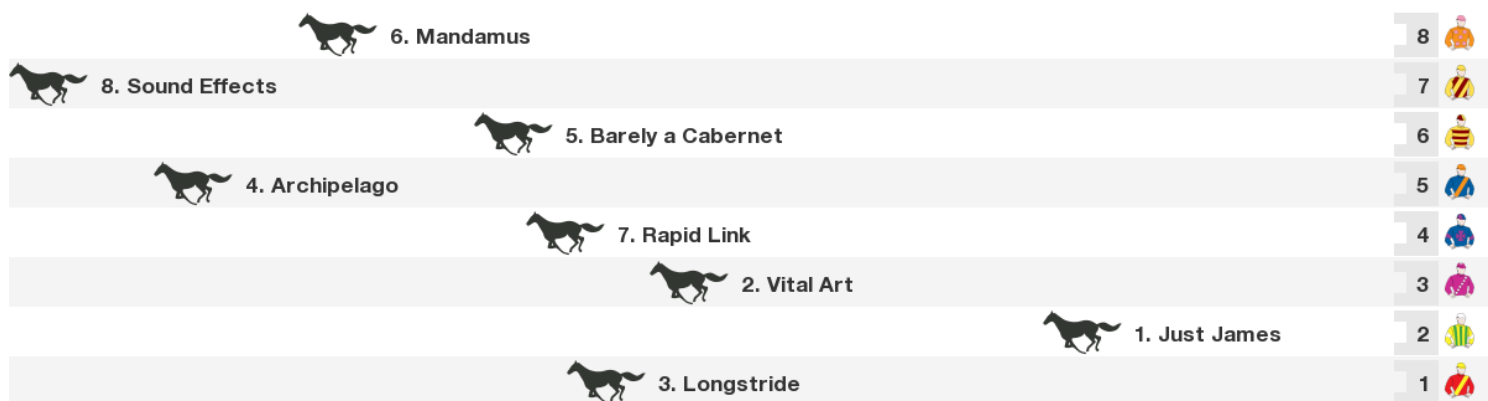 6. Mandamus 8
8. Sound Effects 7
5. Barely a Cabernet 6
4. Archipelago 5
7. Rapid Link 4
2. Vital Art 3
1. Just James 2
3. Longstride 1